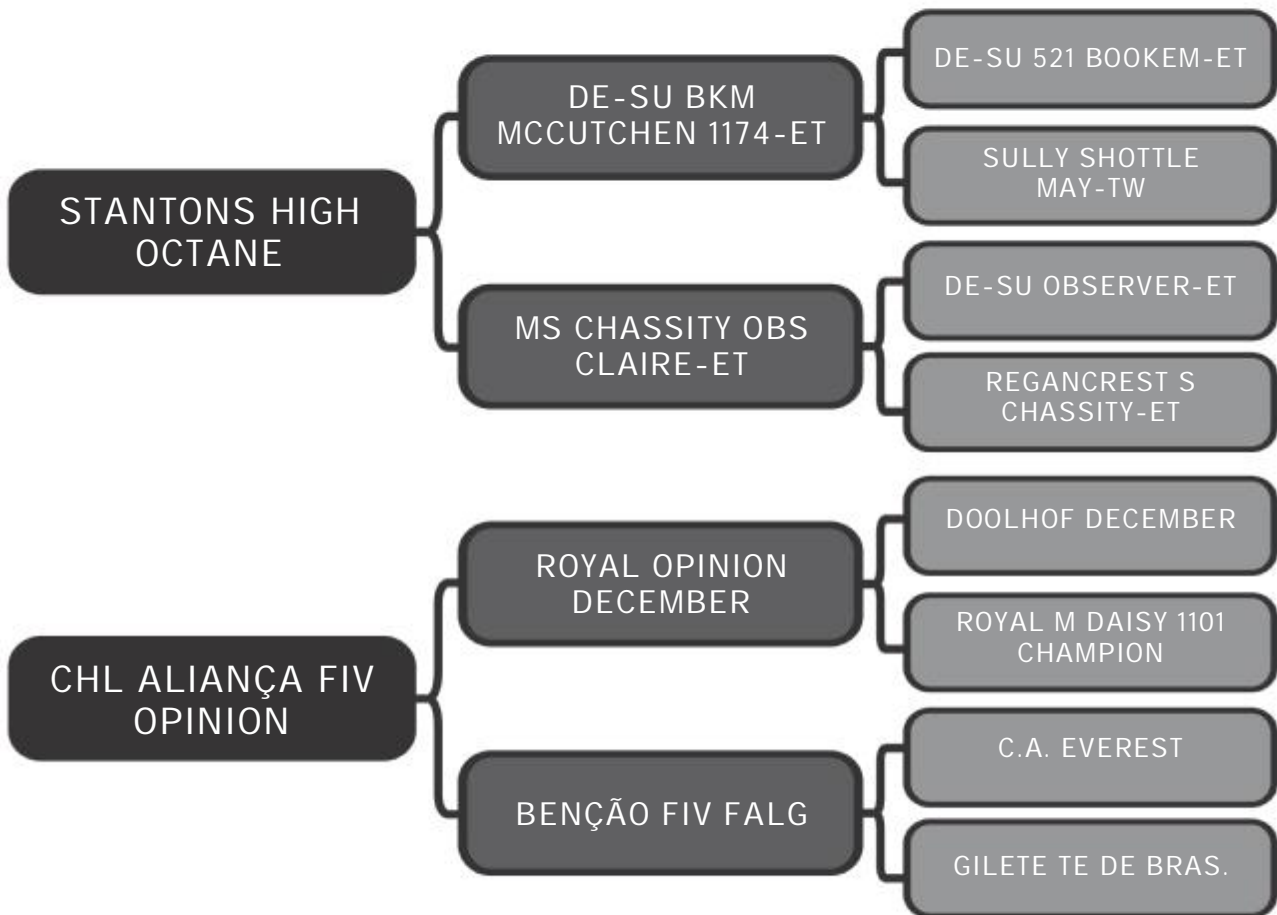 STANTONS HIGH
OCTANE
DE-SU BKM
MCCUTCHEN 1174-ET
DE-SU 521 BOOKEM-ET
SULLY SHOTTLE
MAY-TW
MS CHASSITY OBS
CLAIRE-ET
DE-SU OBSERVER-ET
REGANCREST S
CHASSITY-ET
CHL ALIANÇA FIV
OPINION
ROYAL OPINION
DECEMBER
DOOLHOF DECEMBER
ROYAL M DAISY 1101
CHAMPION
BENÇÃO FIV FALG
C.A. EVEREST
GILETE TE DE BRAS.